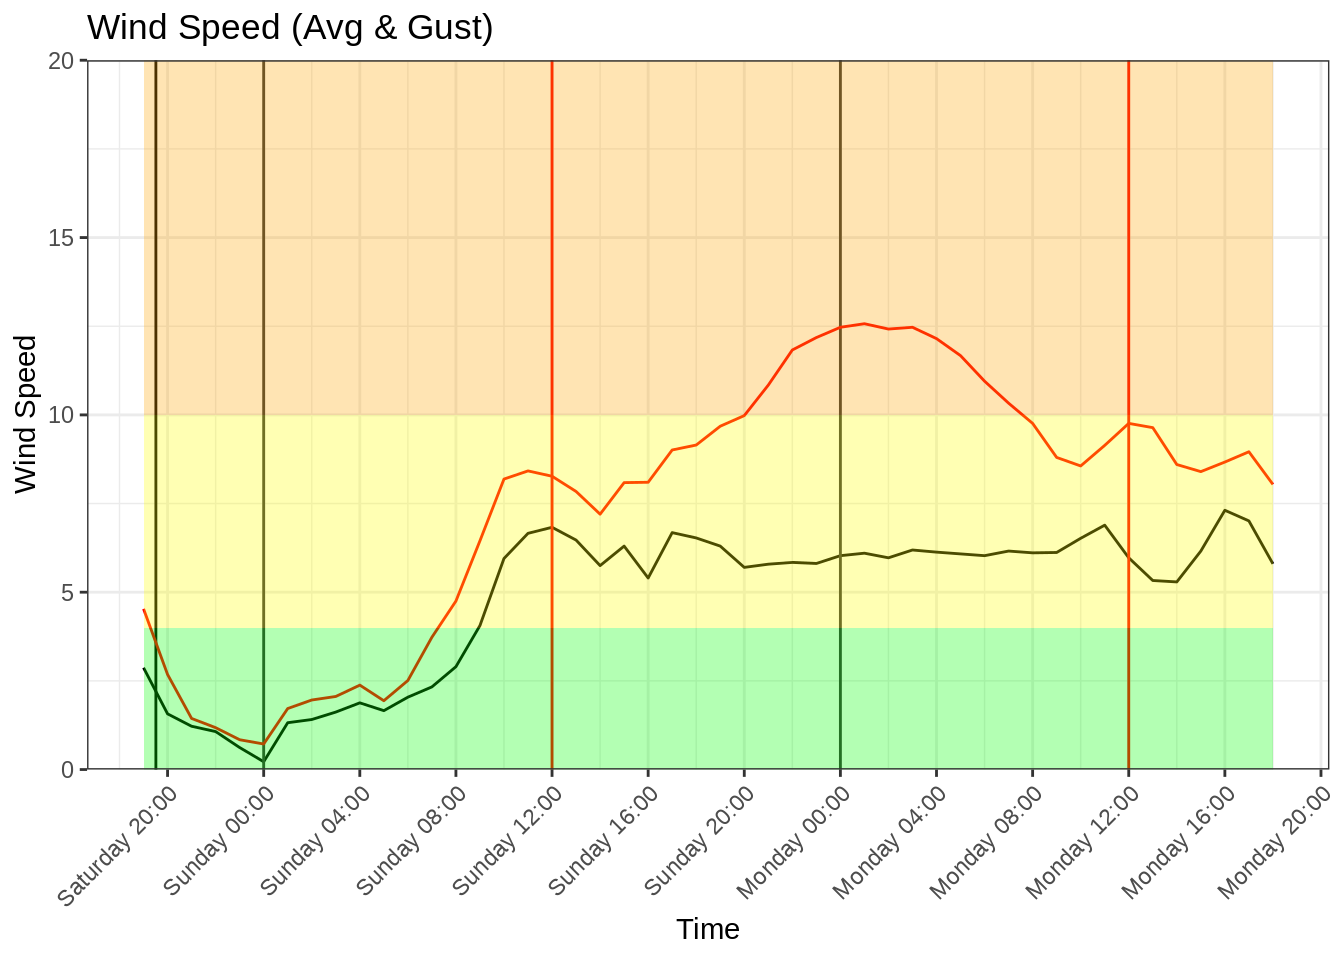 Wind Speed (Avg & Gust)
Wind Speed
20
15
10
5
0
Saturday 20:00
Sunday 00:00
Sunday 04:00
Sunday 08:00
Sunday 12:00
Sunday 16:00
Sunday 20:00
Monday 00:00
Monday 04:00
Monday 08:00
Monday 12:00
Monday 16:00
Monday 20:00
Time